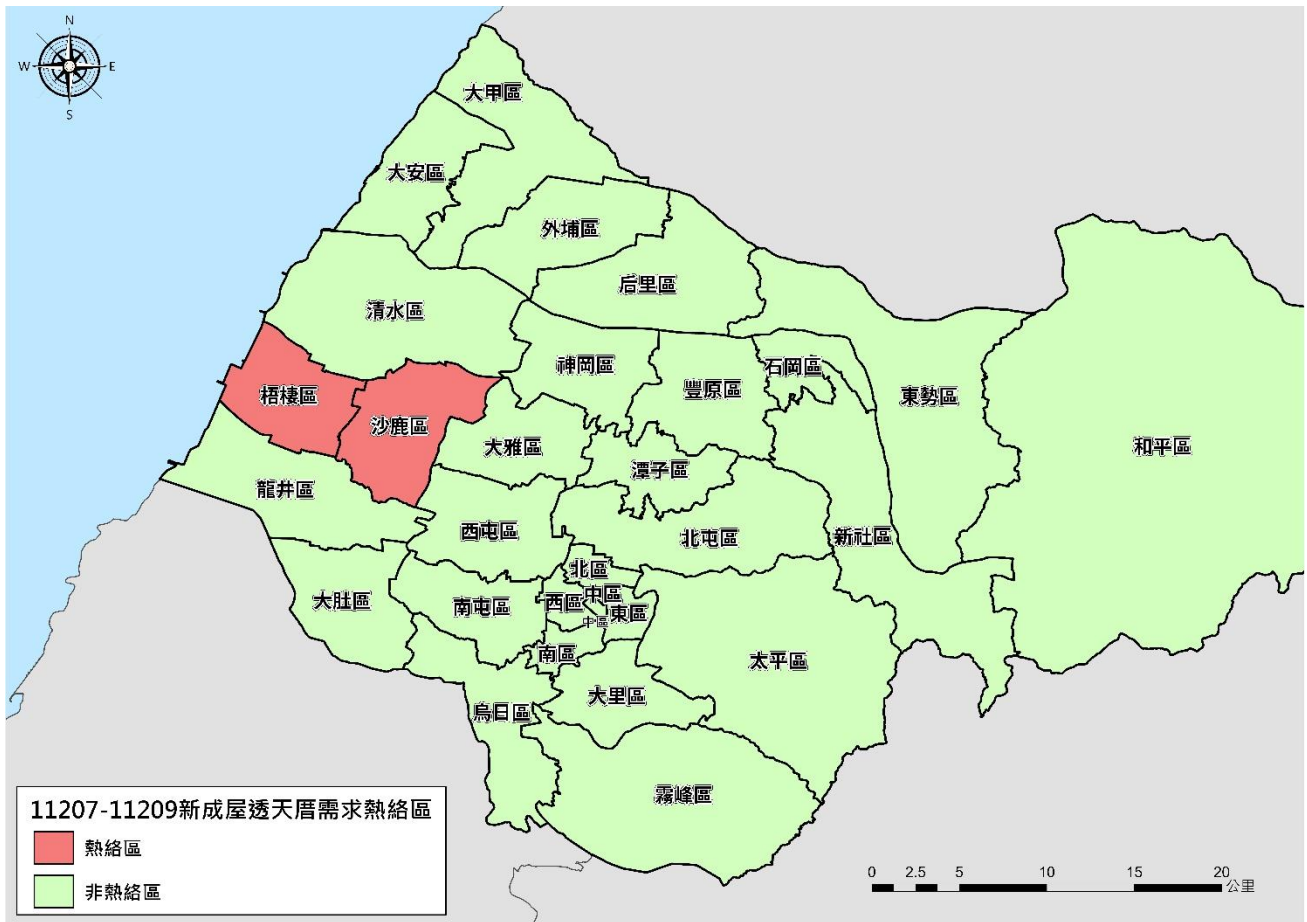 N
W
E
S
大甲區
大安區
外埔區
后里區
清水區
神岡區
豐原區
石岡區
東勢區
和平區
梧棲區
沙鹿區
大雅區
潭子區
龍井區
西屯區
北屯區
新社區
北區
大肚區
南屯區
西區
中區
東區
中區
南區
太平區
大里區
烏日區
霧峰區
11207-11209新成屋透天厝需求熱絡區
熱絡區
非熱絡區
0 2.5 5 10 15 20
公里